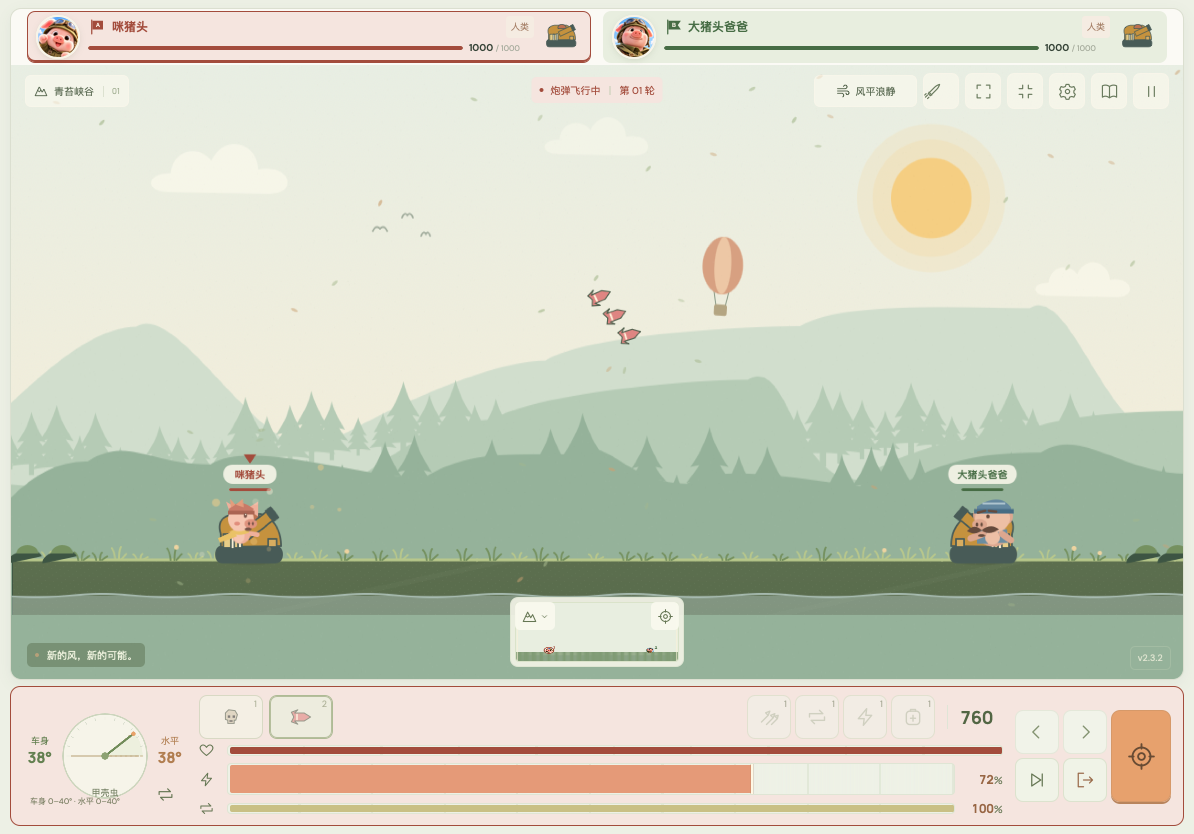 A 咪猪头
人类
1000 / 1000
B 大猪头爸爸
人类
1000 / 1000
青苔峡谷 01
炮弹飞行中 第 01 轮
风平浪静
咪猪头
大猪头爸爸
新的风，新的可能。
v2.3.2
1
2
1
1
1
1
760
车身
38°
水平
38°
甲壳虫
车身 0–40° · 水平 0–40°
72%
100%